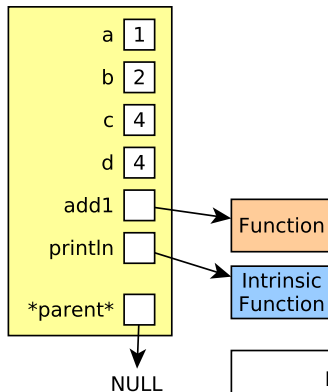 a 1
b 2
c 4
d 4
add1
println
*parent*
Function
Intrinsic
Function
NULL